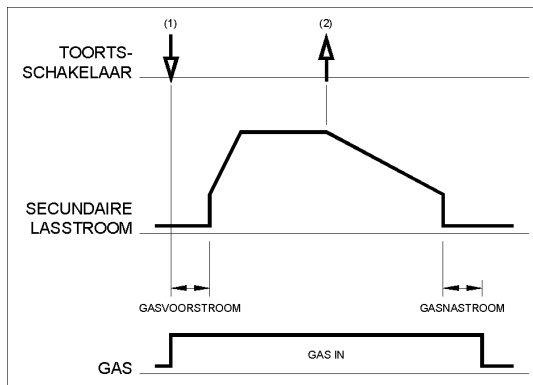 (1)
(2)
TOORTS-
SCHAKELAAR
SECUNDAIRE
LASSTROOM
GASVOORSTROOM
GASNASTROOM
GAS IN
GAS